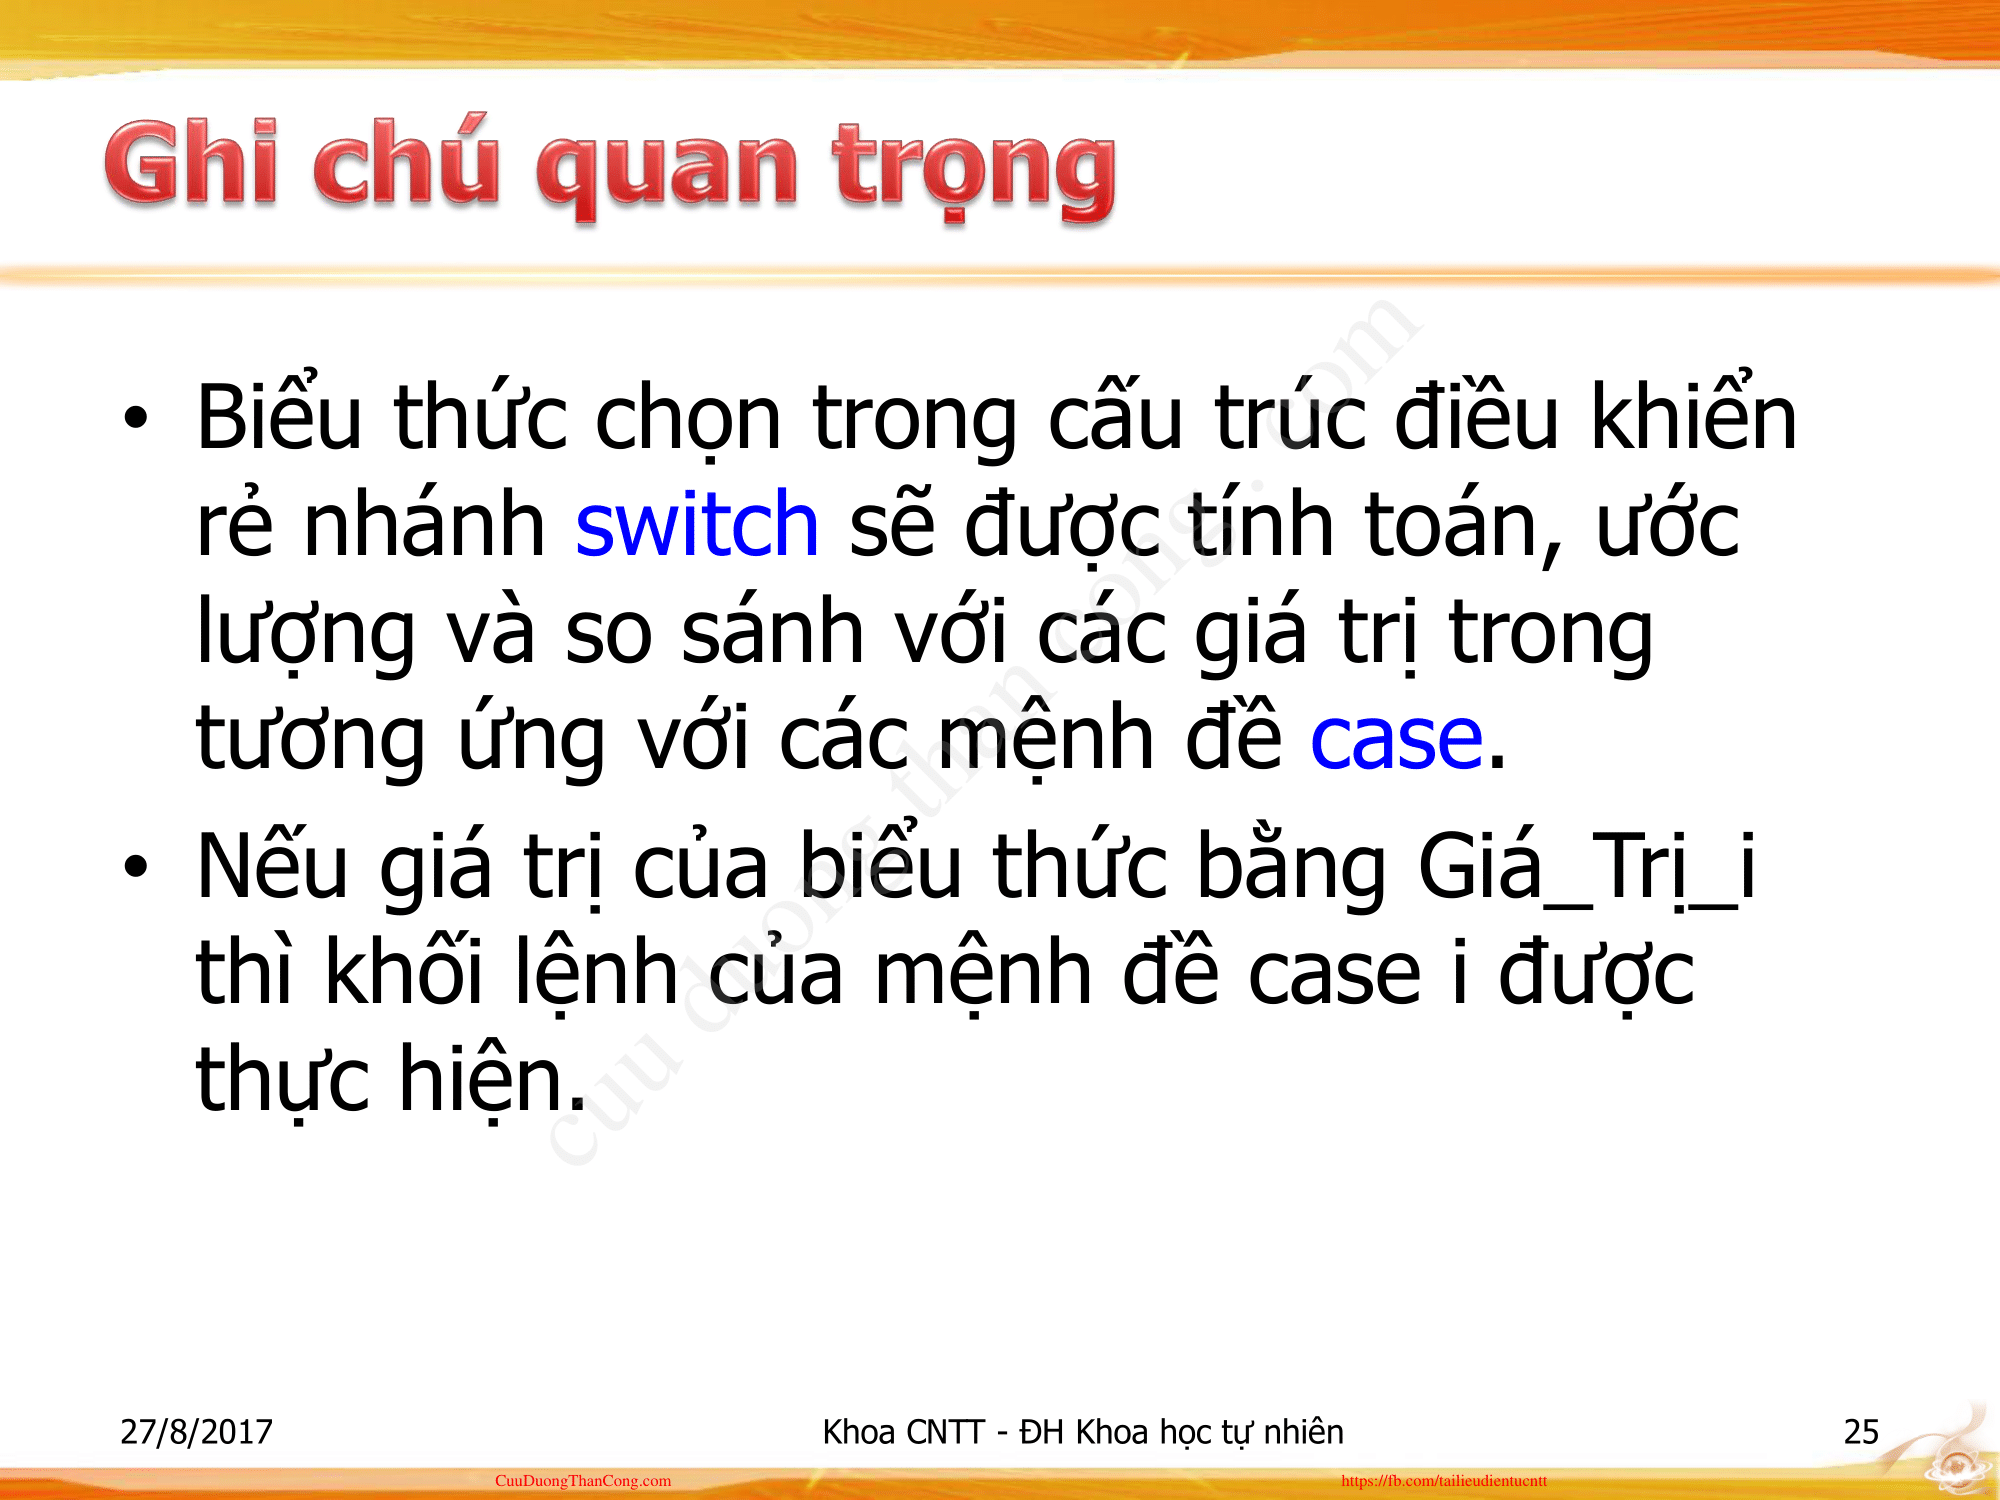 Ghi chú quan trọng
• Biểu thức chọn trong cấu trúc điều khiển
rẻ nhánh switch sẽ được tính toán, ước
lượng và so sánh với các giá trị trong
tương ứng với các mệnh đề case.
• Nếu giá trị của biểu thức bằng Giá_Trị_i
thì khối lệnh của mệnh đề case i được
thực hiện.
cuu duong than cong . com
27/8/2017
Khoa CNTT - ĐH Khoa học tự nhiên
25
CuuDuongThanCong.com
https://fb.com/tailieudientucntt